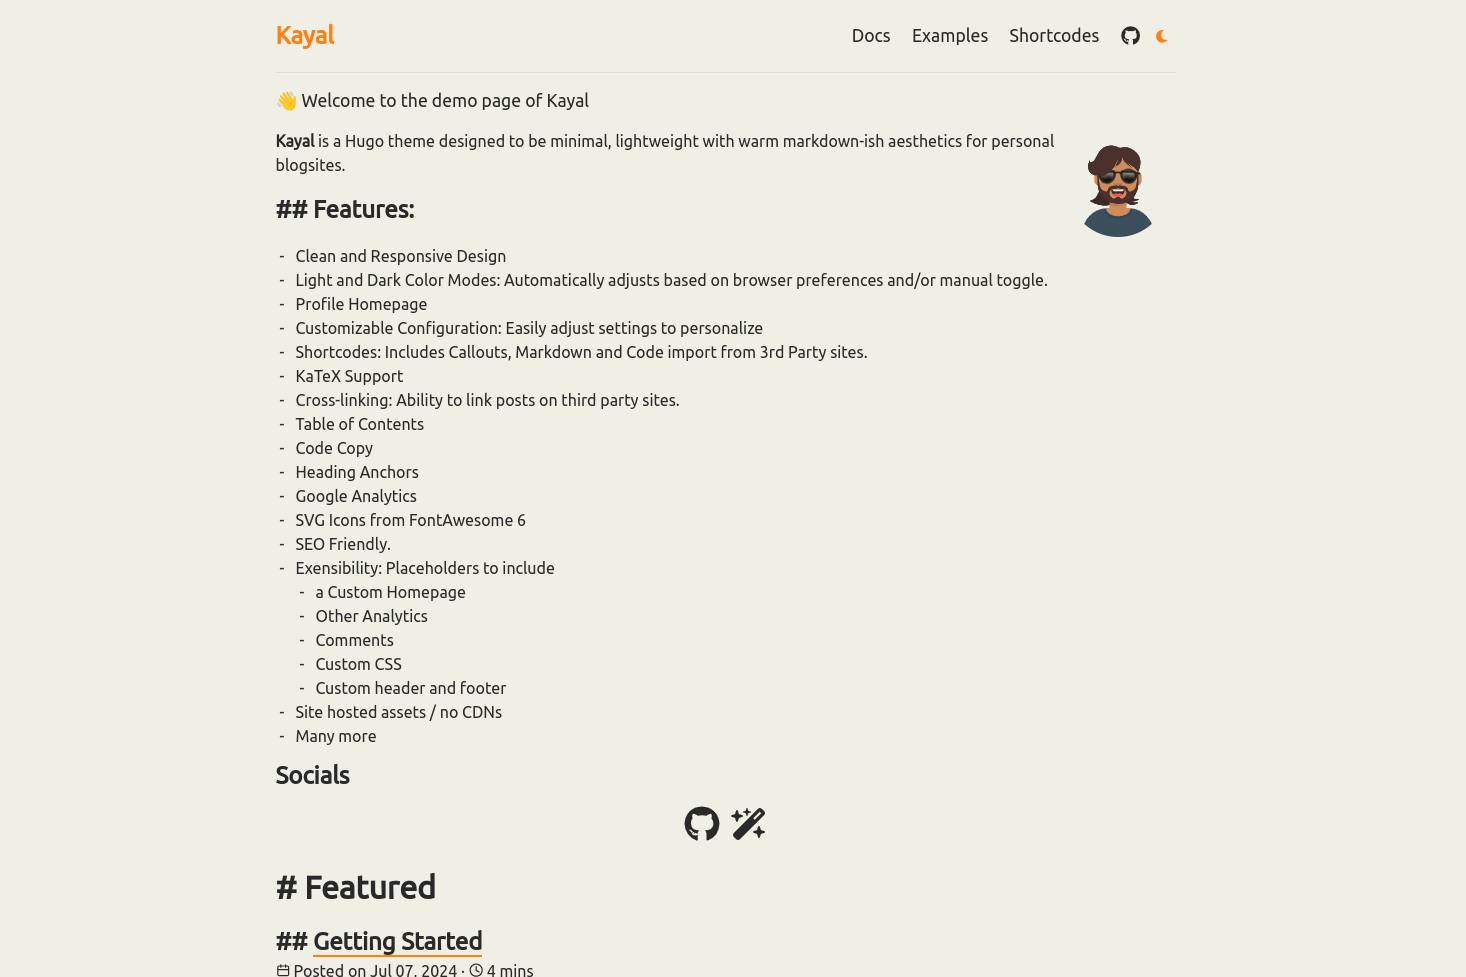 Kayal
Docs Examples Shortcodes
👋 Welcome to the demo page of Kayal
Kayal is a Hugo theme designed to be minimal, lightweight with warm markdown-ish aesthetics for personal
blogsites.
## Features:
- Clean and Responsive Design
- Light and Dark Color Modes: Automatically adjusts based on browser preferences and/or manual toggle.
- Profile Homepage
- Customizable Configuration: Easily adjust settings to personalize
- Shortcodes: Includes Callouts, Markdown and Code import from 3rd Party sites.
- KaTeX Support
- Cross-linking: Ability to link posts on third party sites.
- Table of Contents
- Code Copy
- Heading Anchors
- Google Analytics
- SVG Icons from FontAwesome 6
- SEO Friendly.
- Exensibility: Placeholders to include
- a Custom Homepage
- Other Analytics
- Comments
- Custom CSS
- Custom header and footer
- Site hosted assets / no CDNs
- Many more
Socials
# Featured
## Getting Started
Posted on Jul 07, 2024 · 4 mins